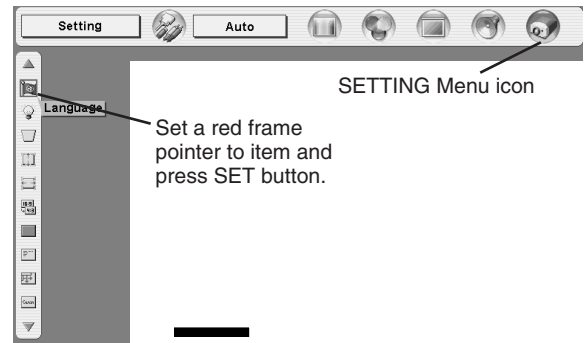 Setting
Auto
SETTING Menu icon
Language
Set a red frame
pointer to item and
press SET button.